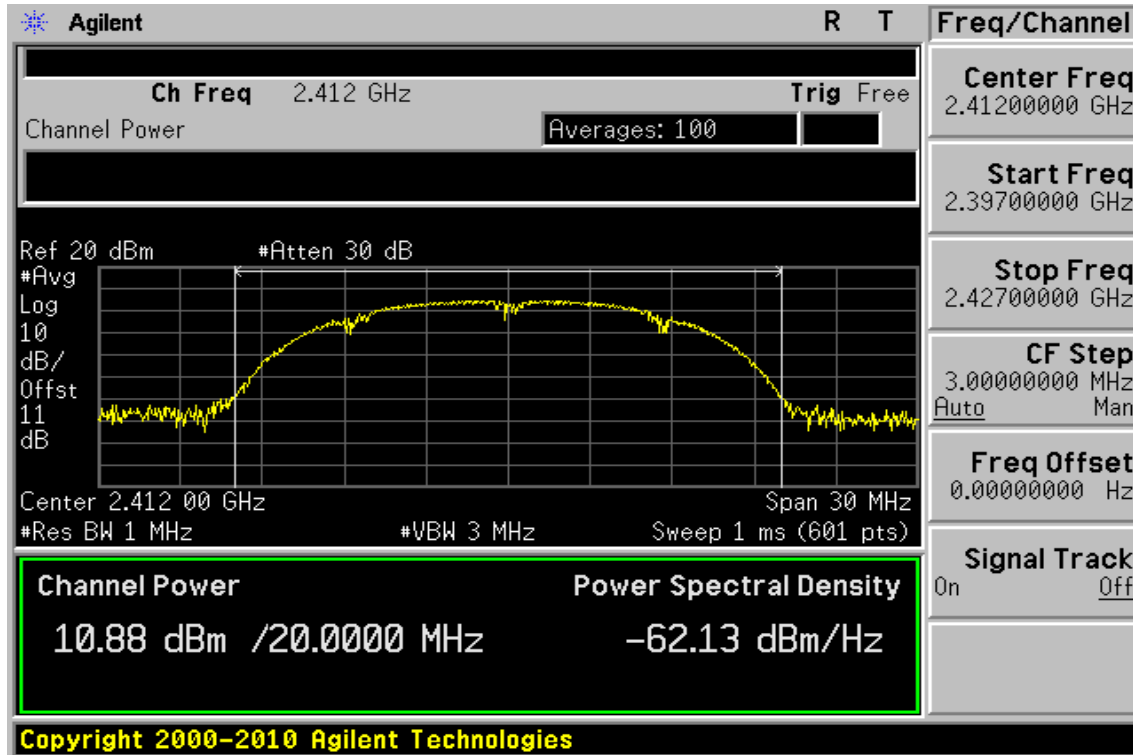 Agilent R T Freq/Channel
Ch Freq 2.412 GHz Trig Free
Channel Power Averages: 100
Center Freq
2.41200000 GHz
Start Freq
2.39700000 GHz
Stop Freq
2.42700000 GHz
CF Step
3.00000000 MHz
Auto Man
Freq Offset
0.00000000 Hz
Signal Track
On Off
Ref 20 dBm #Atten 30 dB
#Avg
Log
10
dB/
Offst
11
dB
Center 2.412 00 GHz Span 30 MHz
#Res BW 1 MHz #VBW 3 MHz Sweep 1 ms (601 pts)
Channel Power Power Spectral Density
10.88 dBm /20.0000 MHz -62.13 dBm/Hz
Copyright 2000-2010 Agilent Technologies